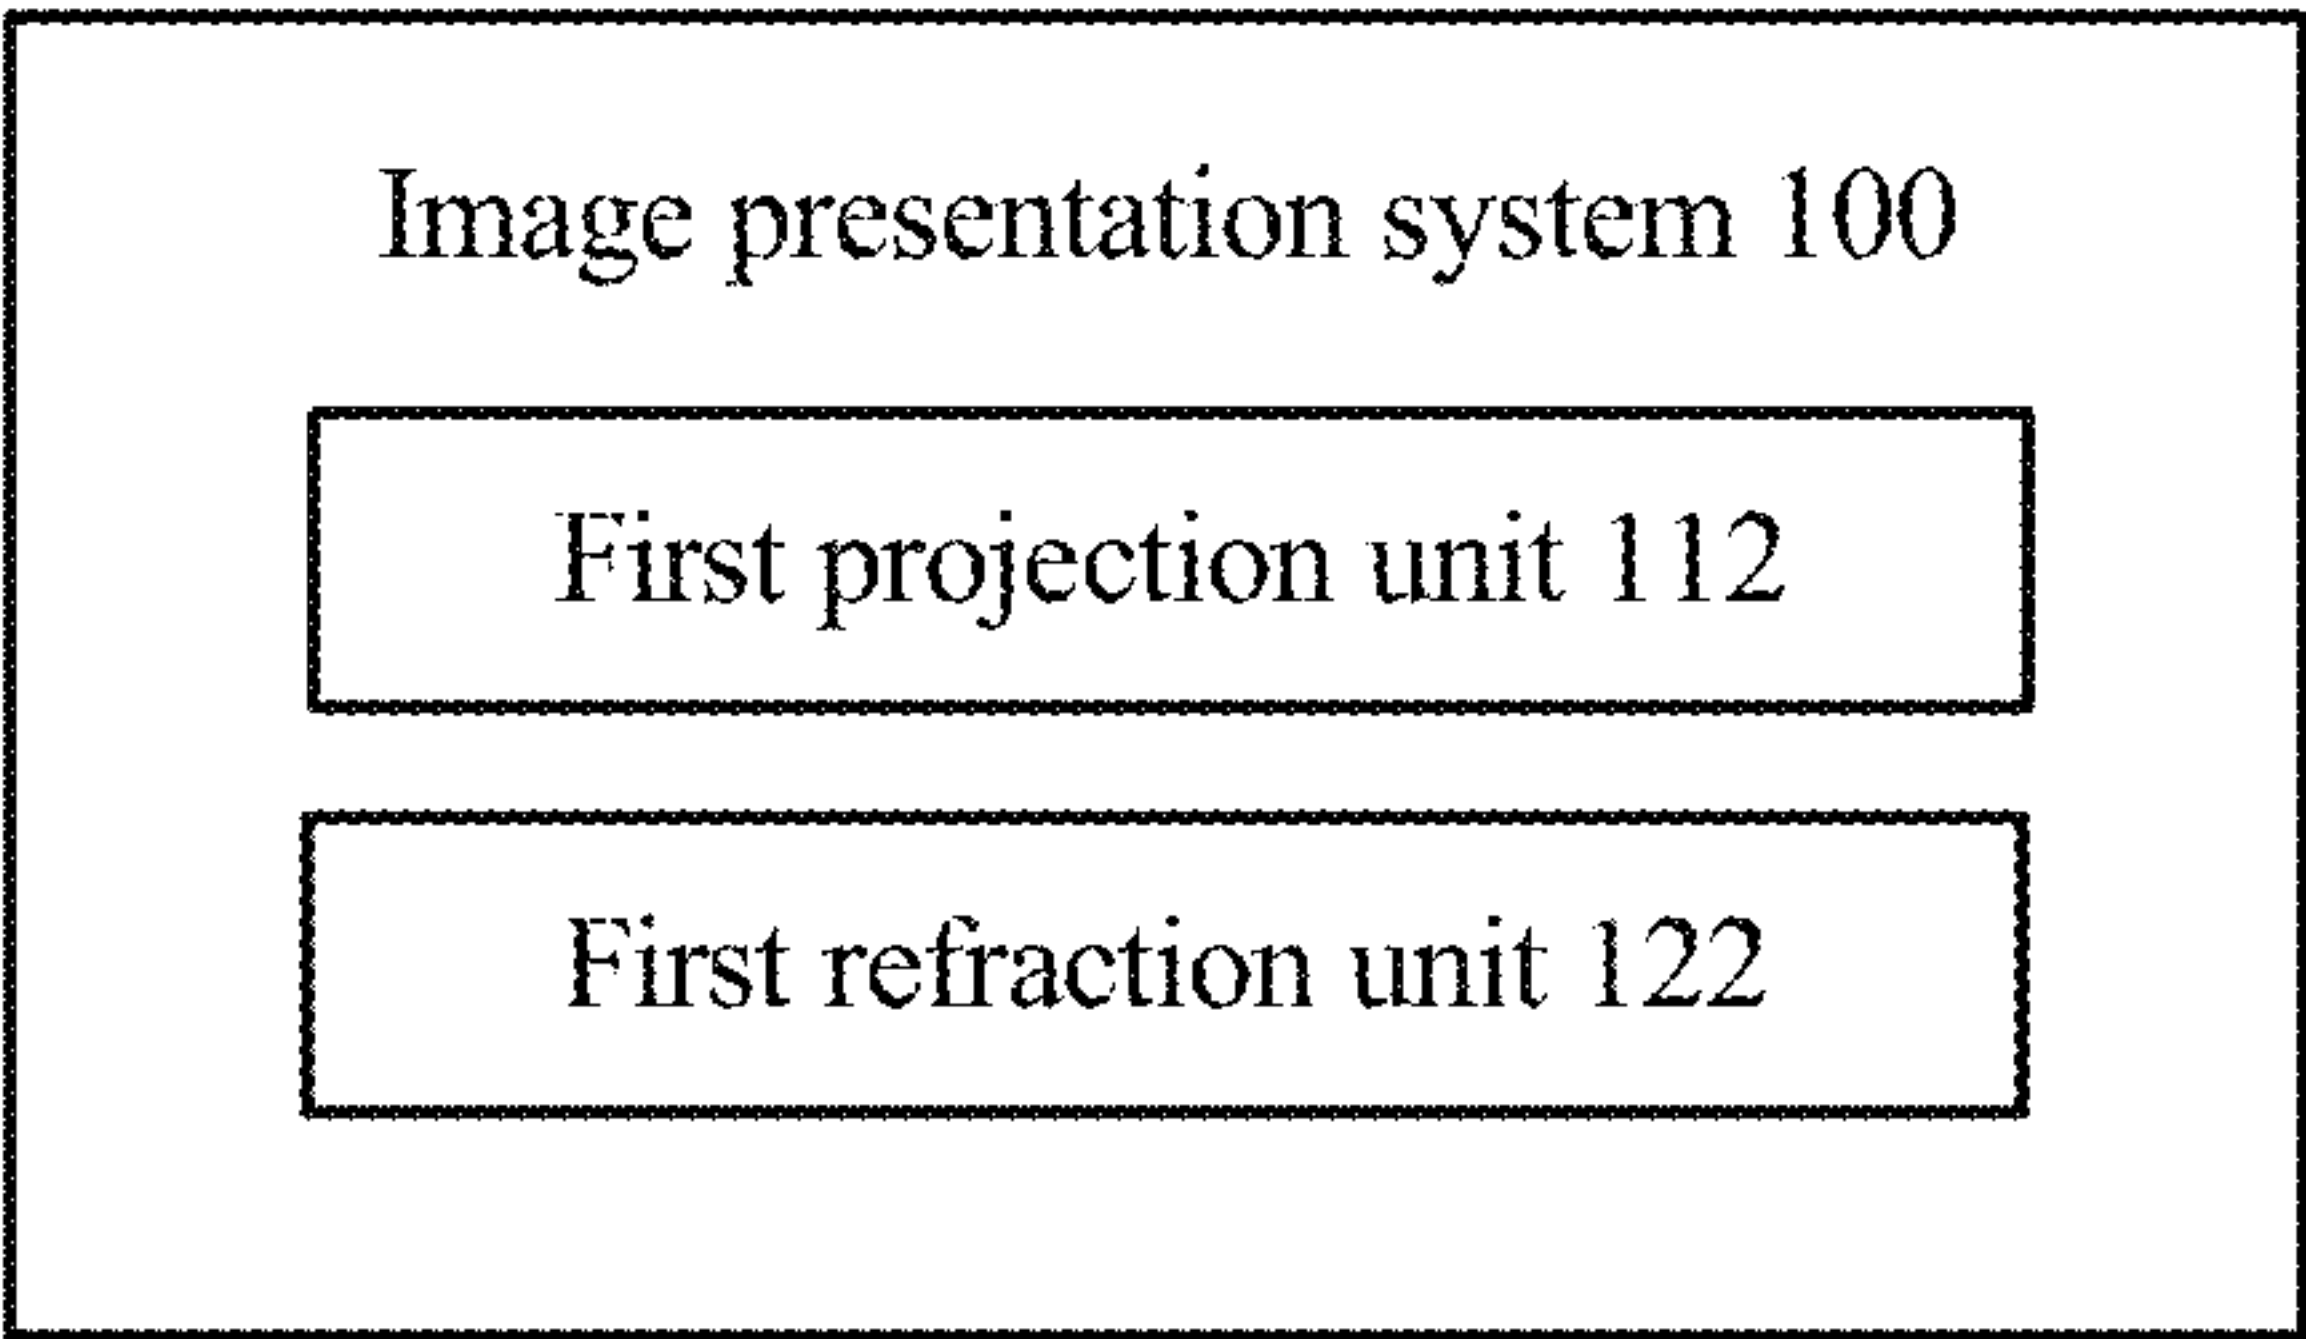 Image presentation system 100
First projection unit 112
First refraction unit 122